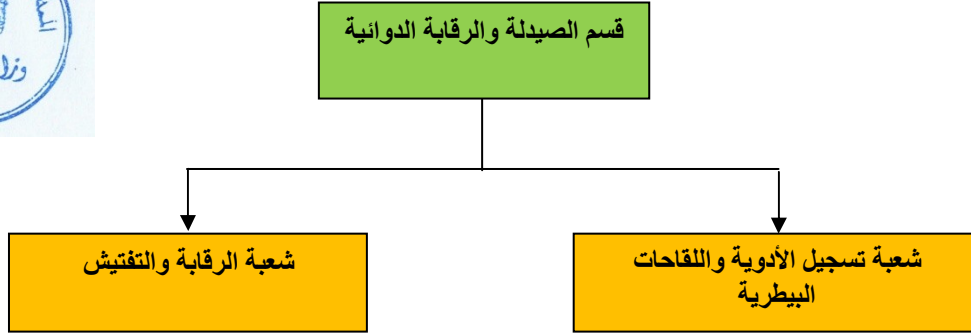 قسم الصيدلة والرقابة الدوائية
شعبة تسجيل الأدوية واللقاحات
البيطرية
شعبة الرقابة والتفتيش